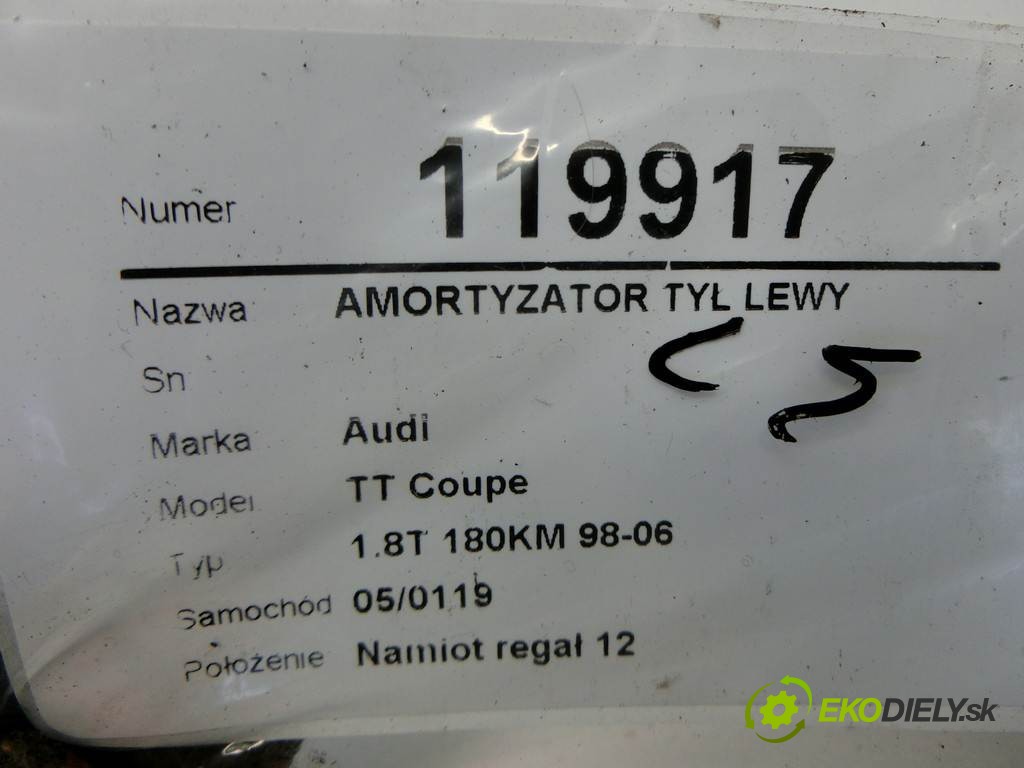 Numer 119917
Nazwa AMORTYZATOR TYŁ LEWY
C5
Sn
Marka Audi
Model TT Coupe
Typ 1.8T 180KM 98-06
Samochód 05/0119
Położenie Namiot regał 12
EKODIELY.sk